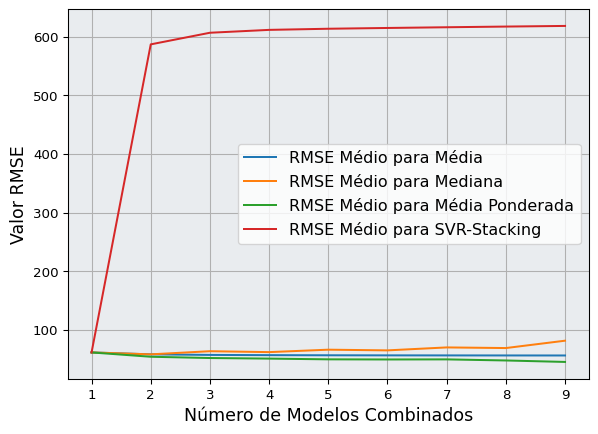 Valor RMSE
600
500
400
300
200
100
RMSE Médio para Média
RMSE Médio para Mediana
RMSE Médio para Média Ponderada
RMSE Médio para SVR-Stacking
1 2 3 4 5 6 7 8 9
Número de Modelos Combinados